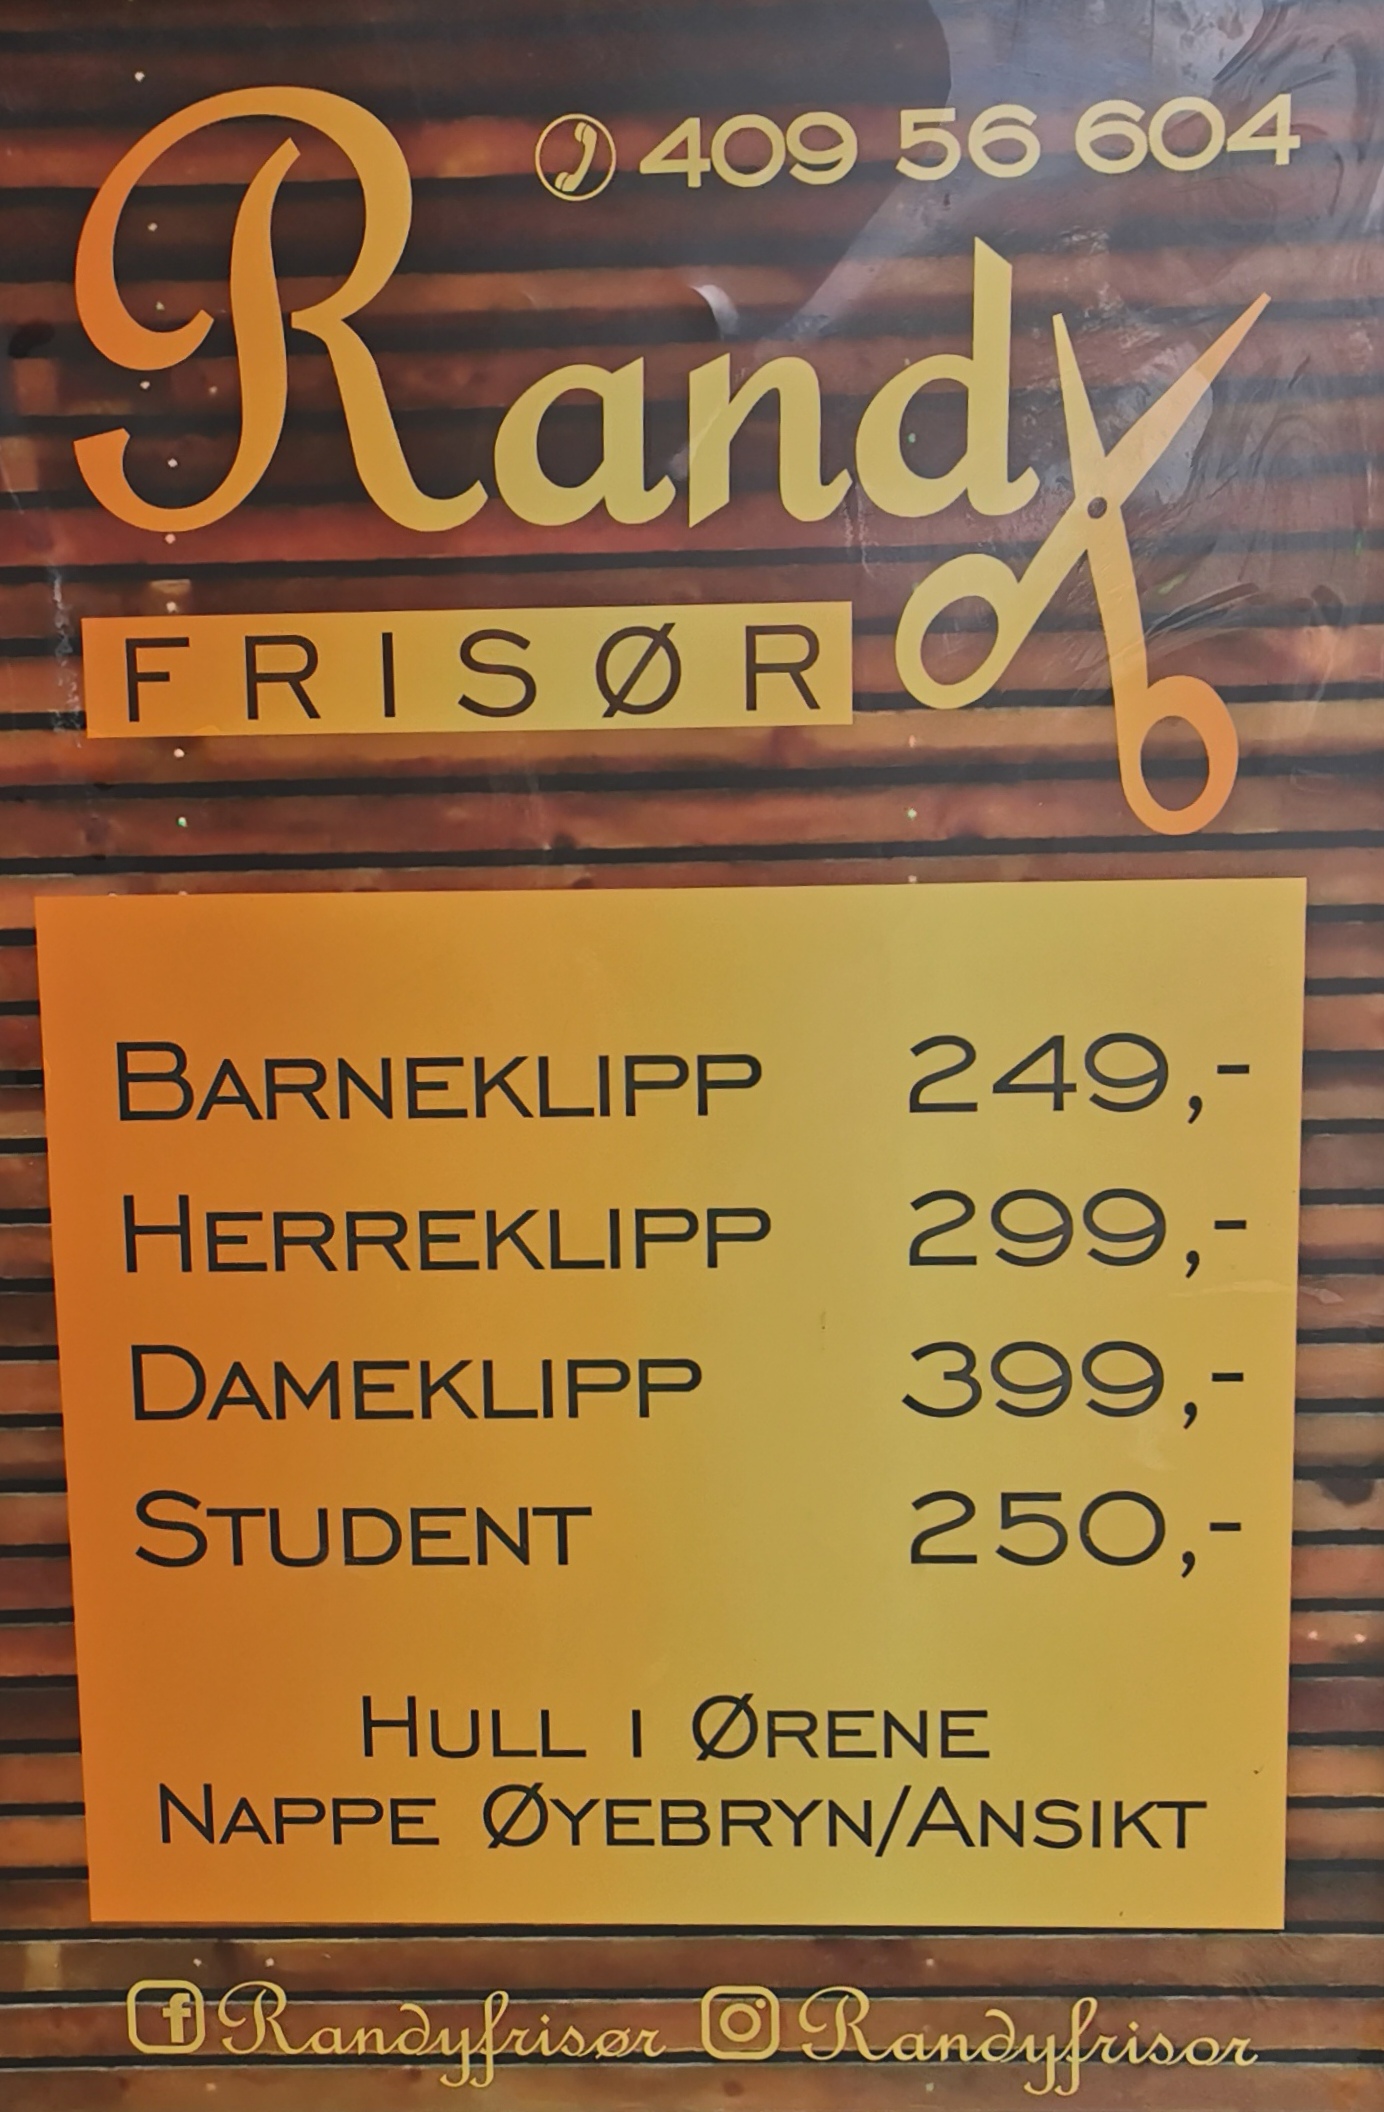 409 56 604
Randy
FRISØR
BARNEKLIPP 249,-
HERREKLIPP 299,-
DAMEKLIPP 399,-
STUDENT 250,-
HULL I ØRENE
NAPPE ØYEBRYN/ANSIKT
Randyfrisør Randyfrisor